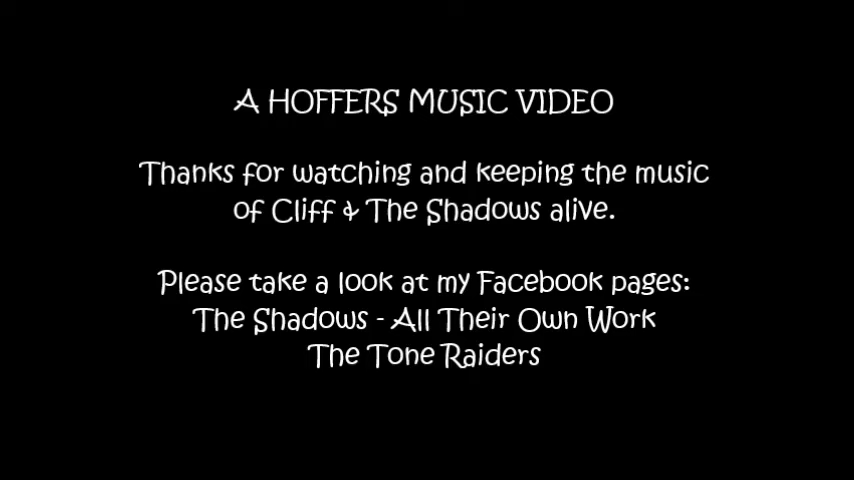 A HOFFERS MUSIC VIDEO
Thanks for watching and keeping the music
of Cliff & The Shadows alive.
Please take a look at my Facebook pages:
The Shadows - All Their Own Work
The Tone Raiders